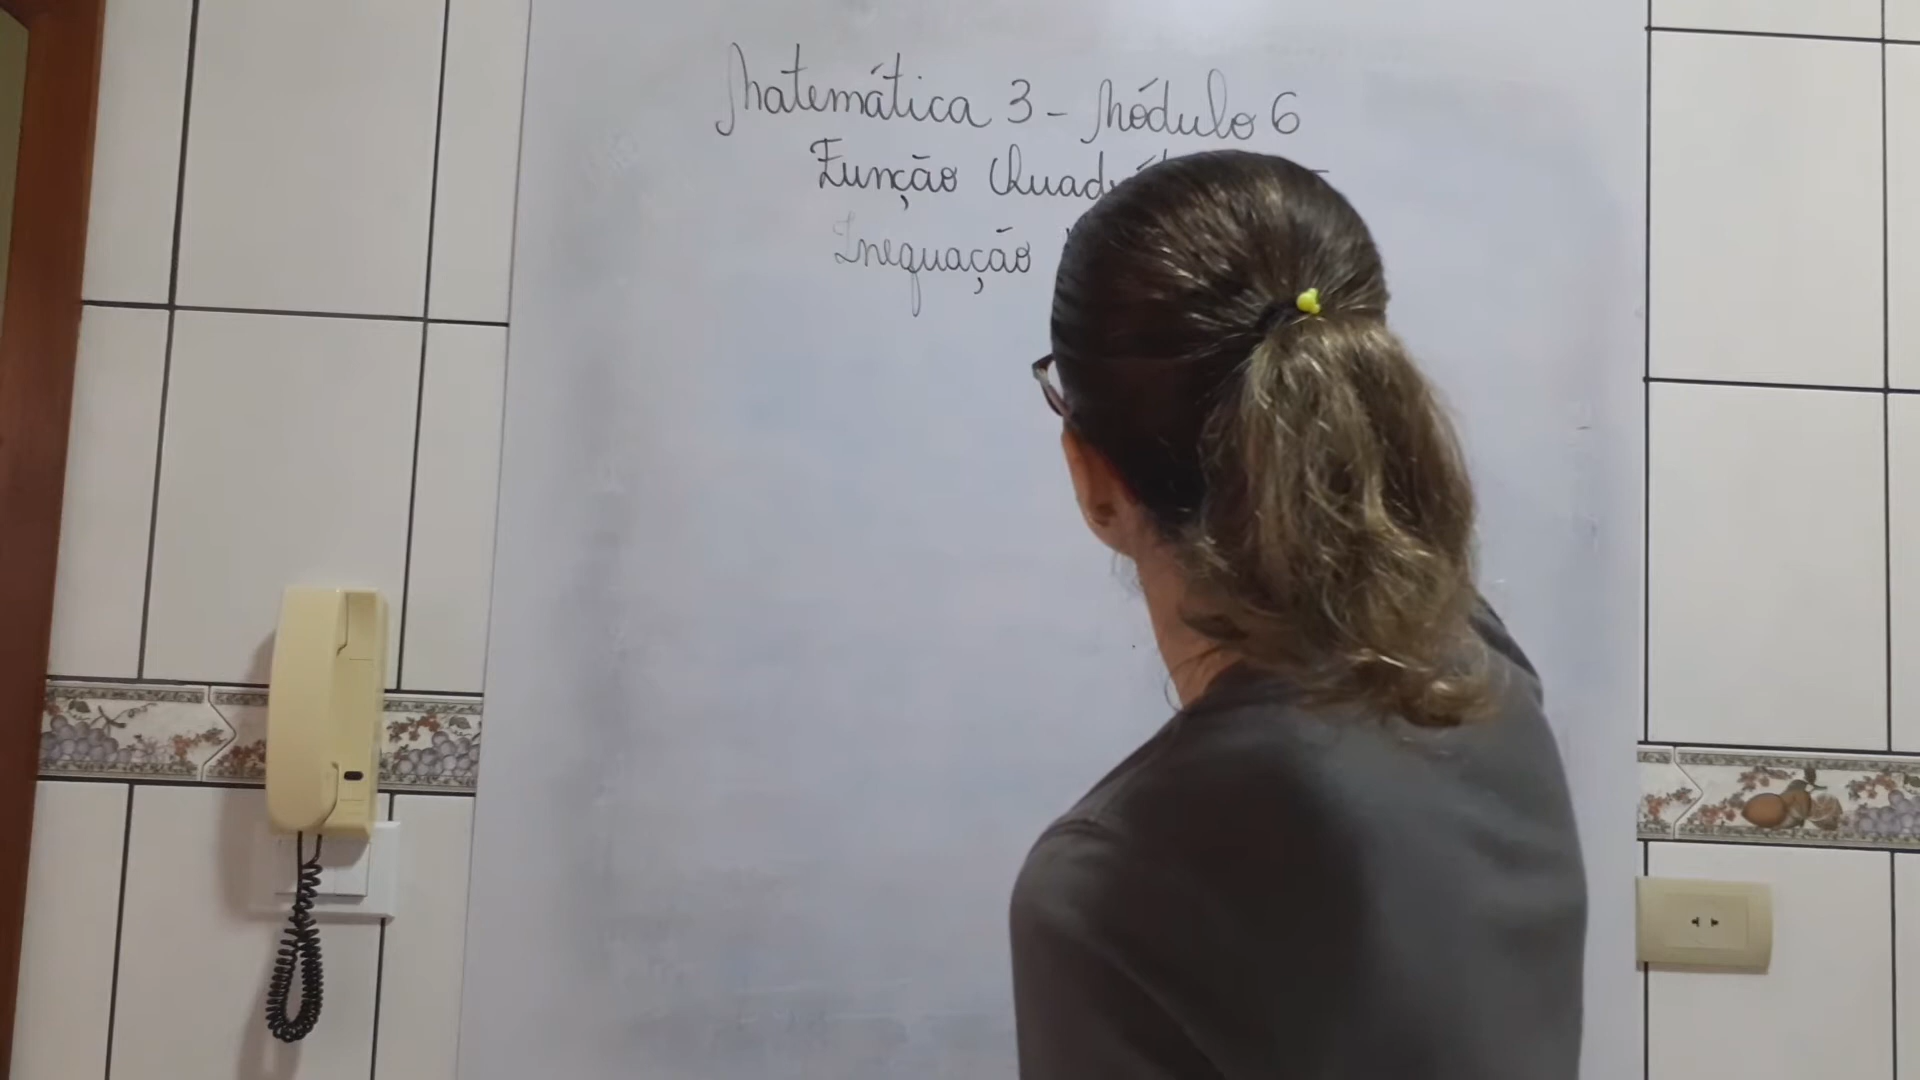 Matemática 3 - Módulo 6
Função
Inequação